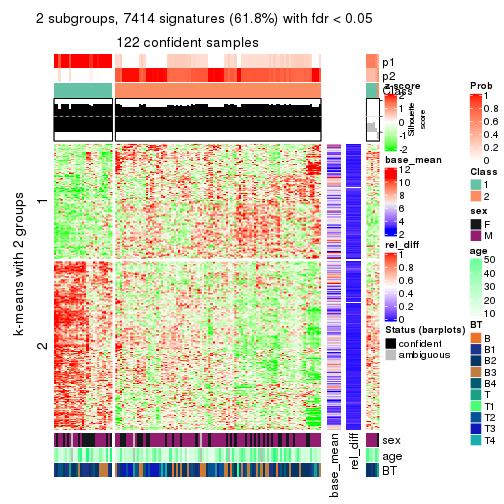 2 subgroups, 7414 signatures (61.8%) with fdr < 0.05
122 confident samples
p1
p2
Class
Silhouette
score
k-means with 2 groups
1
2
sex
age
BT
base_mean
rel_diff
z-score
2
1
0
-1
-2
base_mean
12
10
8
6
4
2
rel_diff
1
0.8
0.6
0.4
0.2
0
Status (barplots)
confident
ambiguous
Prob
1
0.8
0.6
0.4
0.2
0
Class
1
2
sex
F
M
age
50
40
30
20
10
BT
B
B1
B2
B3
B4
T
T1
T2
T3
T4